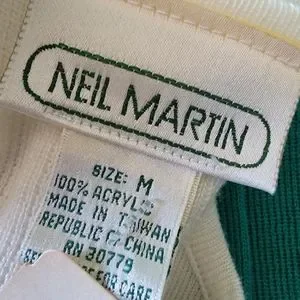 NEIL MARTIN
SIZE: M
100% ACRYLIC
MADE IN TAIWAN
REPUBLIC OF CHINA
RN 30779
FOR CARE